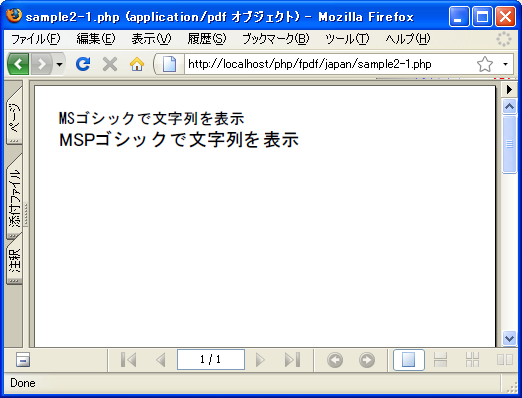 sample2-1.php (application/pdf オブジェクト) - Mozilla Firefox
ファイル(F) 編集(E) 表示(V) 履歴(S) ブックマーク(B) ツール(T) ヘルプ(H)
http://localhost/php/fpdf/japan/sample2-1.php
ページ
添付ファイル
注釈
MSゴシックで文字列を表示
MSPゴシックで文字列を表示
1 / 1
Done